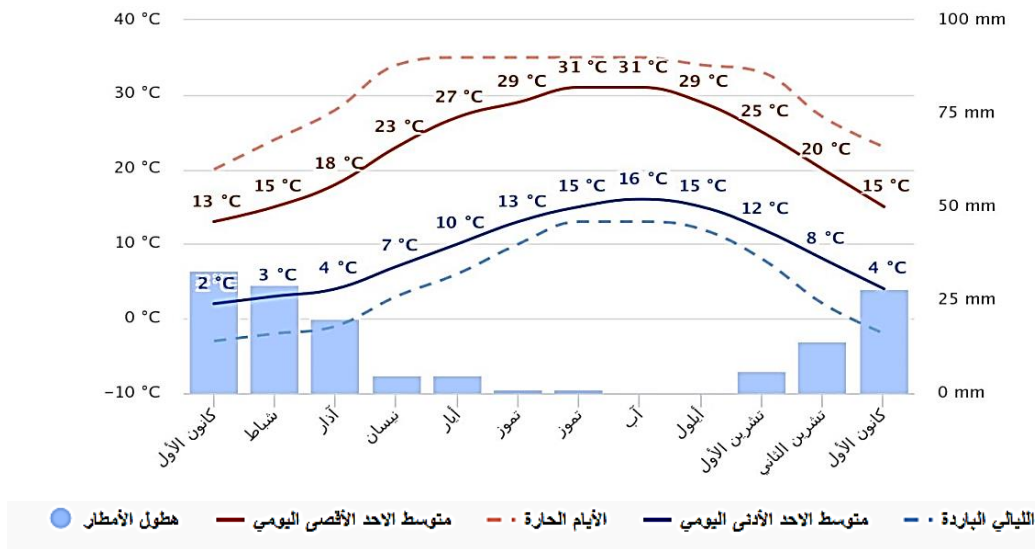 40 °C
100 mm
30 °C
75 mm
20 °C
50 mm
10 °C
25 mm
0 °C
0 mm
−10 °C
13 °C
15 °C
18 °C
23 °C
27 °C
29 °C
31 °C
31 °C
29 °C
25 °C
20 °C
15 °C
2 °C
3 °C
4 °C
7 °C
10 °C
13 °C
15 °C
16 °C
15 °C
12 °C
8 °C
4 °C
كانون الأول
شباط
آذار
نيسان
أيار
تموز
تموز
آب
أيلول
تشرين الأول
تشرين الثاني
كانون الأول
هطول الأمطار
متوسط الاحد الأقصى اليومي
الأيام الحارة
متوسط الاحد الأدنى اليومي
الليالي الباردة